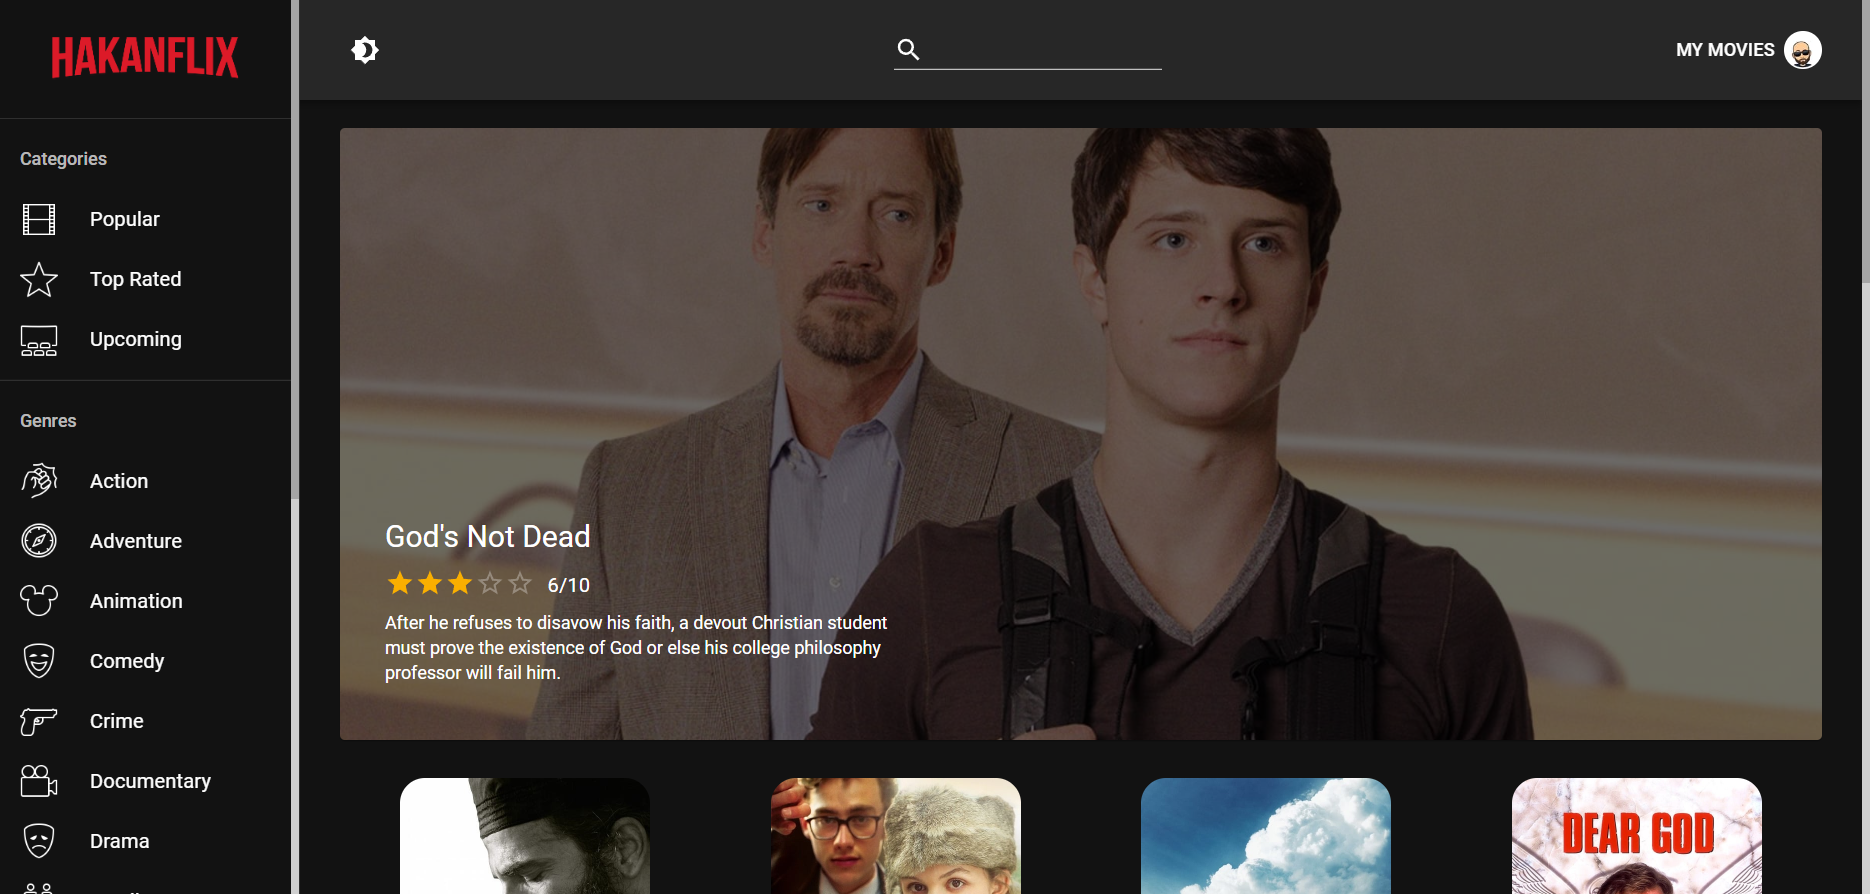 HAKANFLIX
MY MOVIES
Categories
Popular
Top Rated
Upcoming
Genres
Action
Adventure
Animation
Comedy
Crime
Documentary
Drama
God's Not Dead
6/10
After he refuses to disavow his faith, a devout Christian student
must prove the existence of God or else his college philosophy
professor will fail him.
DEAR GOD